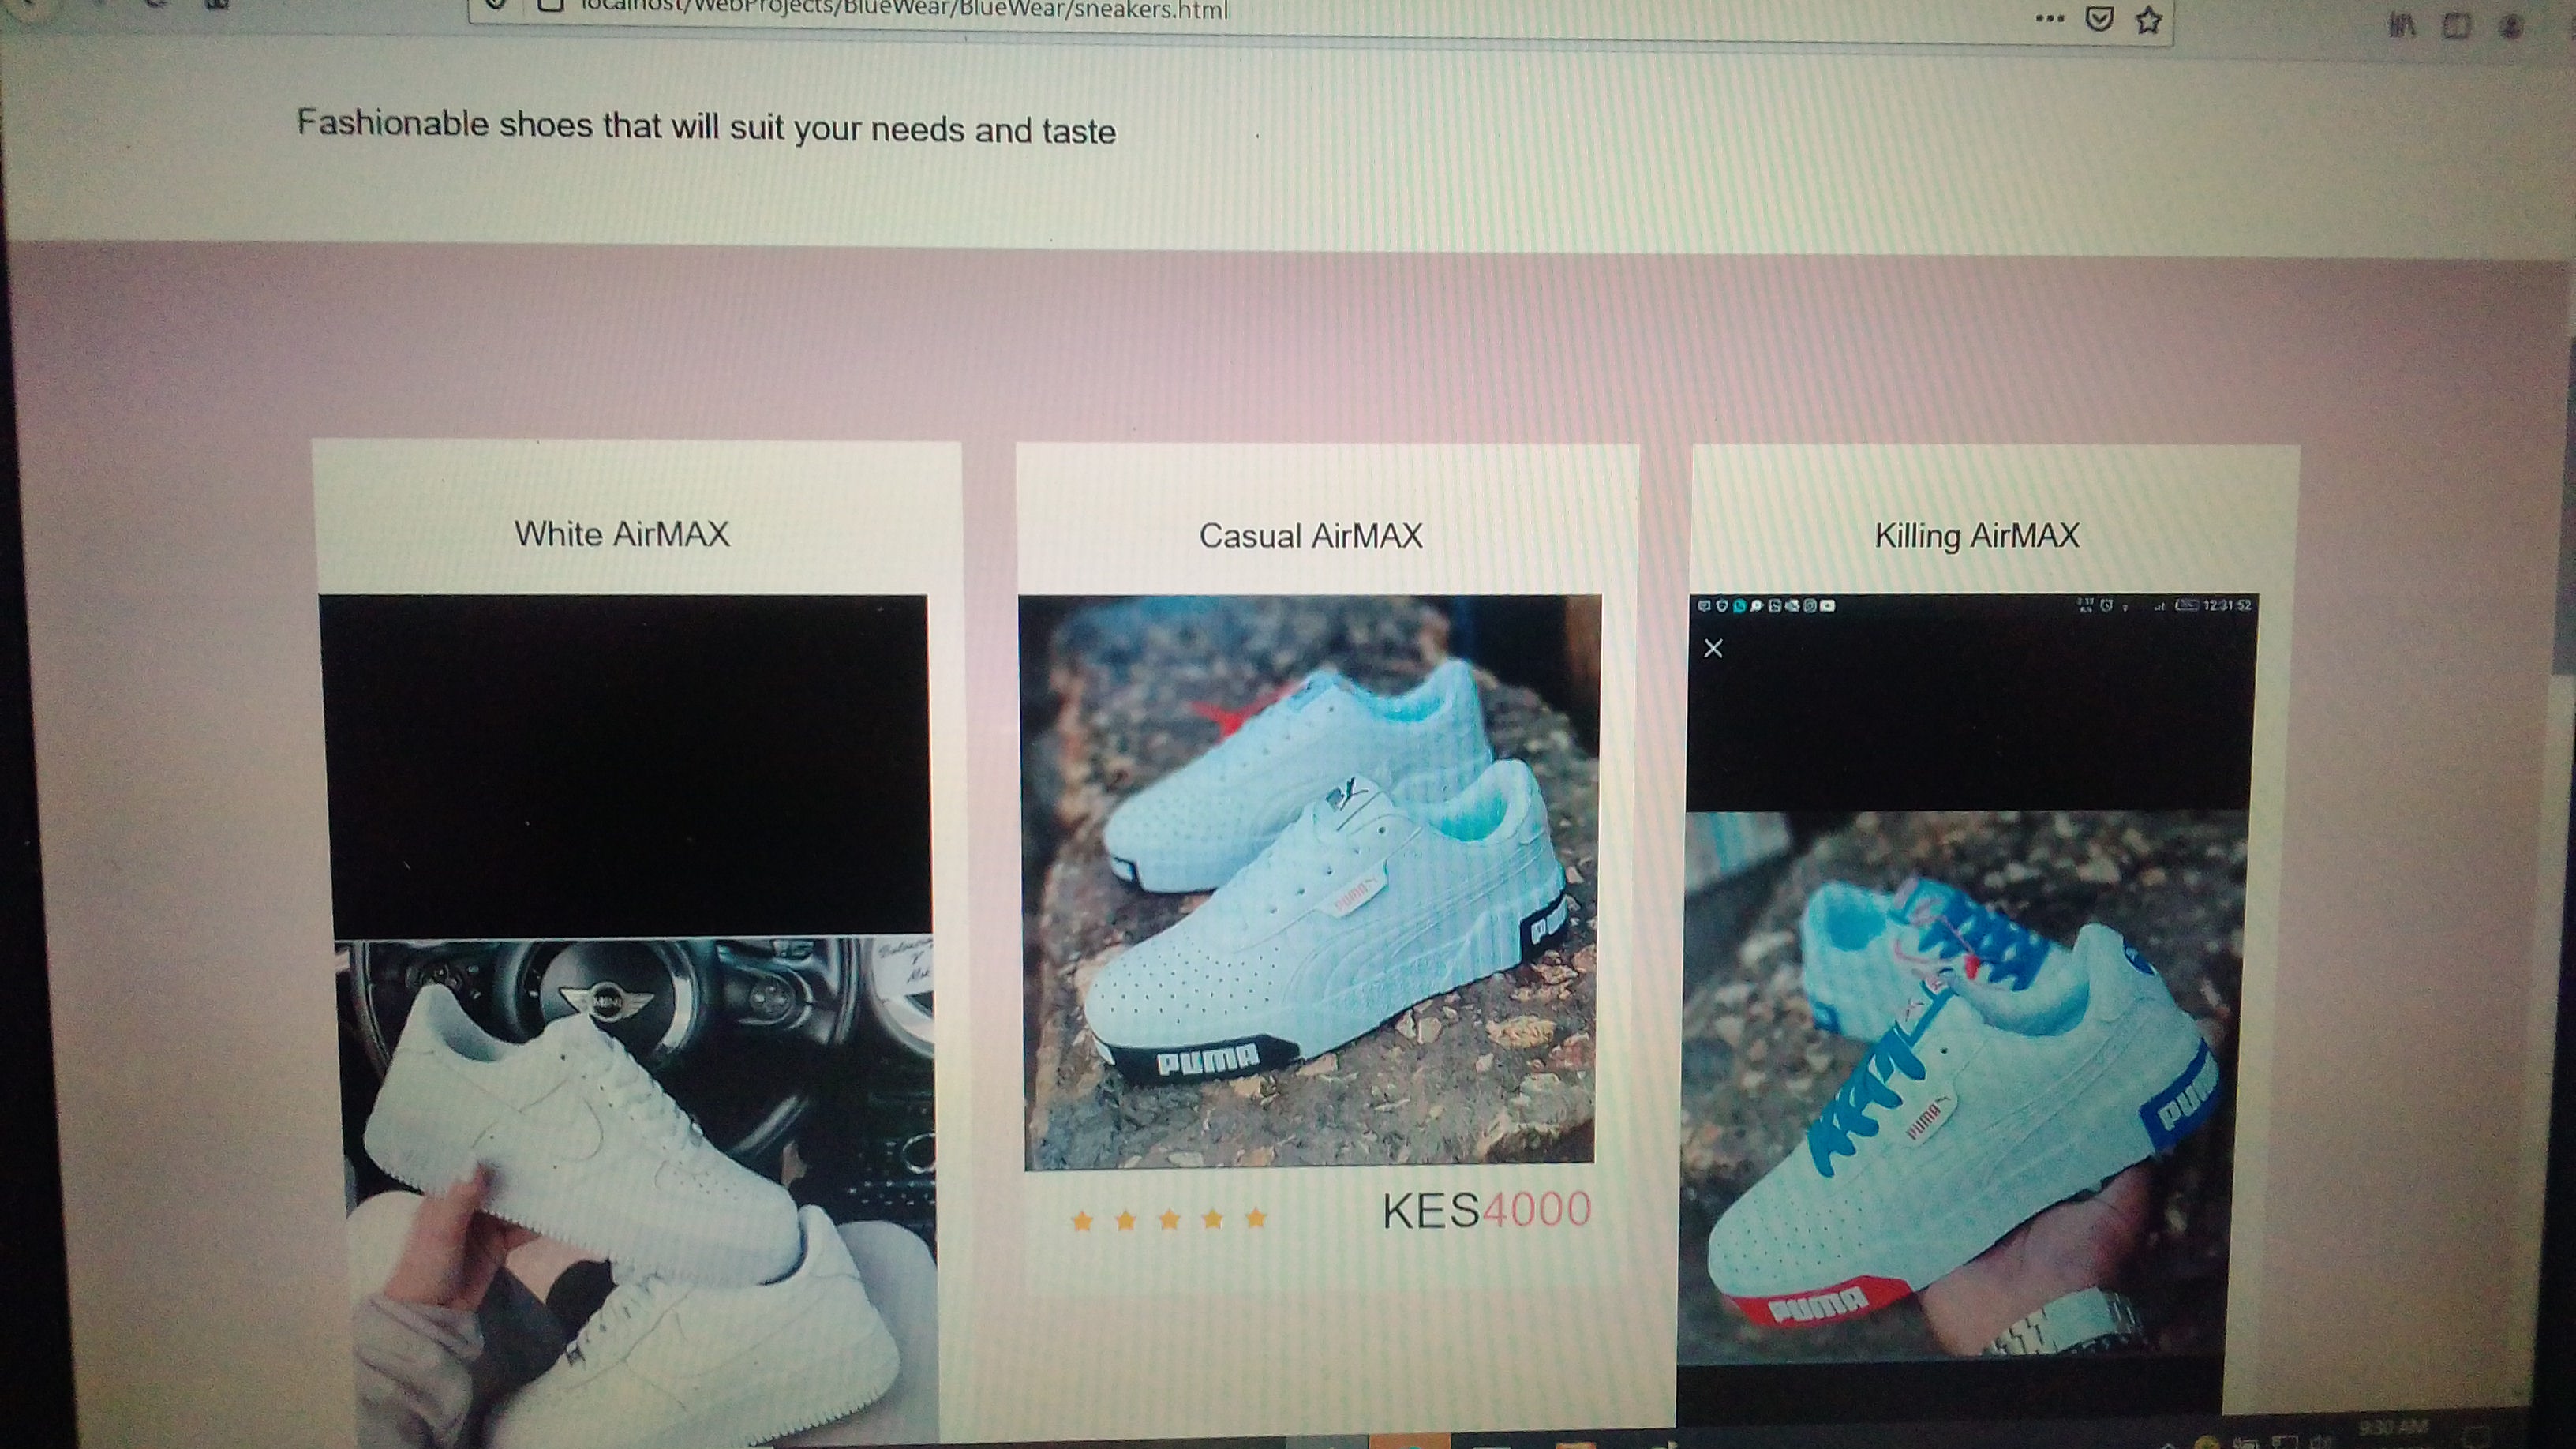 localhost/WebProjects/BlueWear/BlueWear/sneakers.html
Fashionable shoes that will suit your needs and taste
White AirMAX
Casual AirMAX
Killing AirMAX
12:31:52
MINI
PUMA
PUMA
PU
KES4000
PUMA
PUMA
PUMA
9:30 AM